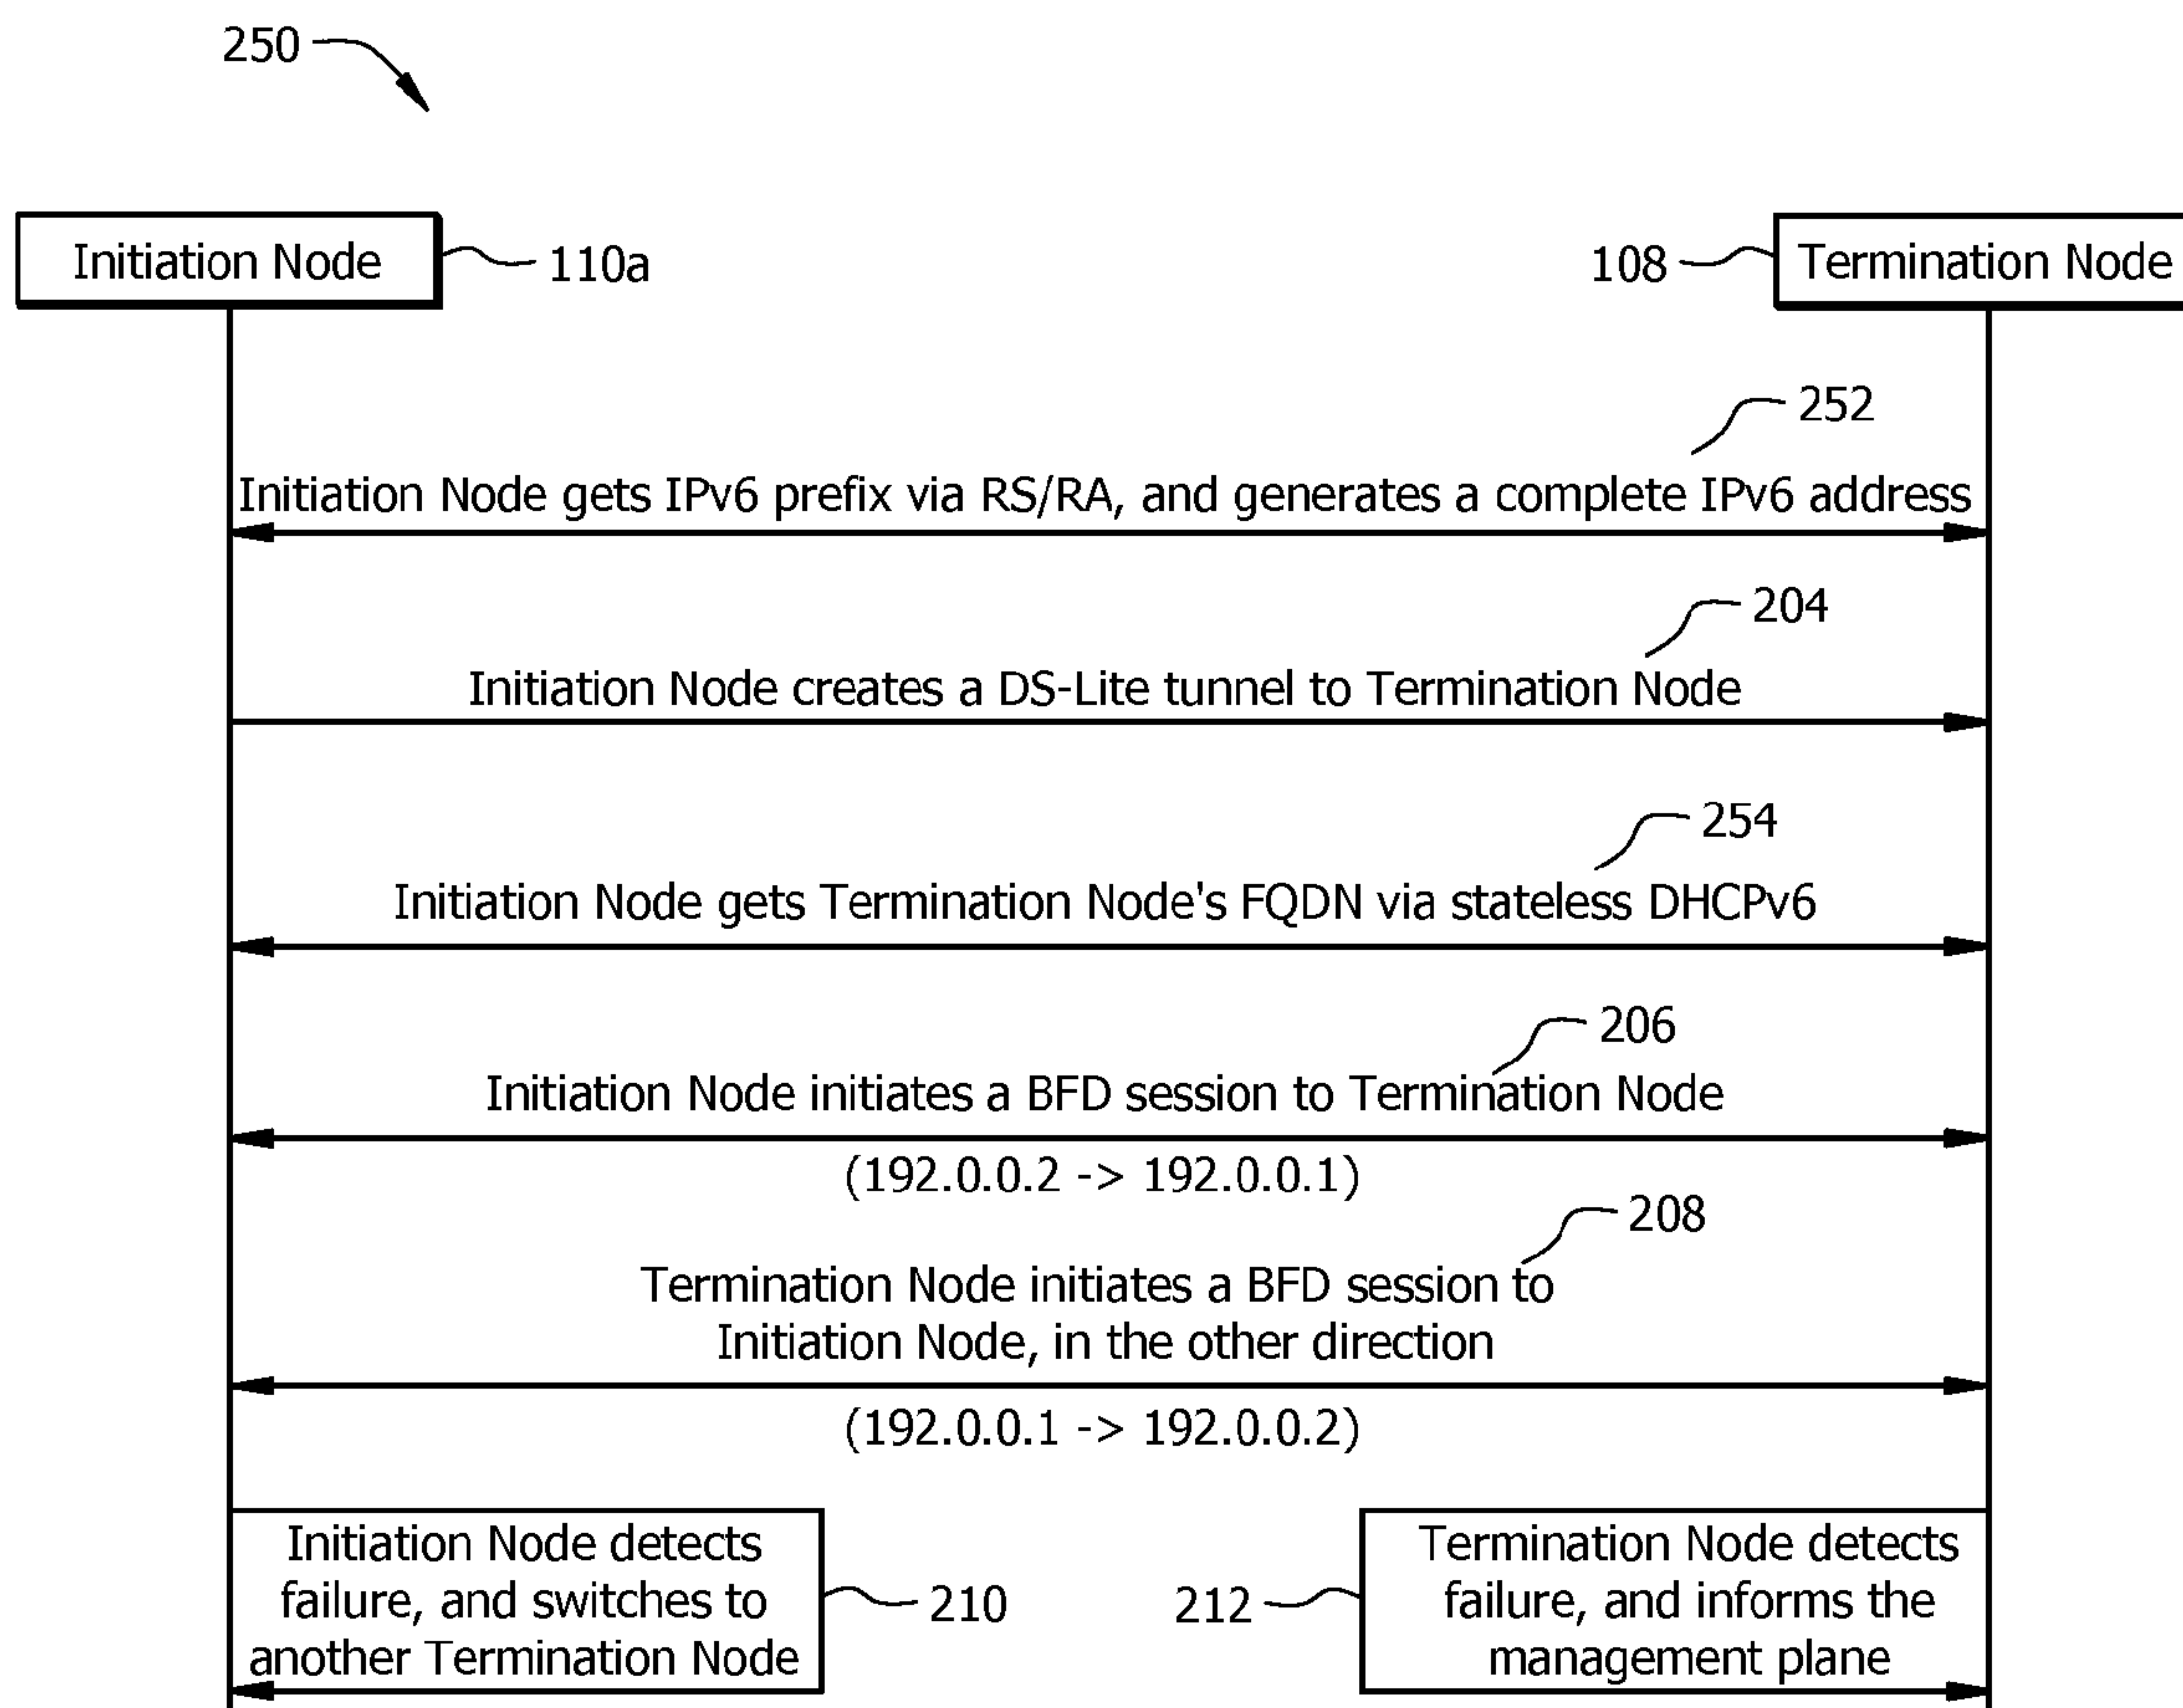 250
Initiation Node
110a
108
Termination Node
252
Initiation Node gets IPv6 prefix via RS/RA, and generates a complete IPv6 address
204
Initiation Node creates a DS-Lite tunnel to Termination Node
254
Initiation Node gets Termination Node's FQDN via stateless DHCPv6
206
Initiation Node initiates a BFD session to Termination Node
(192.0.0.2 -> 192.0.0.1)
208
Termination Node initiates a BFD session to
Initiation Node, in the other direction
(192.0.0.1 -> 192.0.0.2)
Initiation Node detects
failure, and switches to
another Termination Node
210
212
Termination Node detects
failure, and informs the
management plane